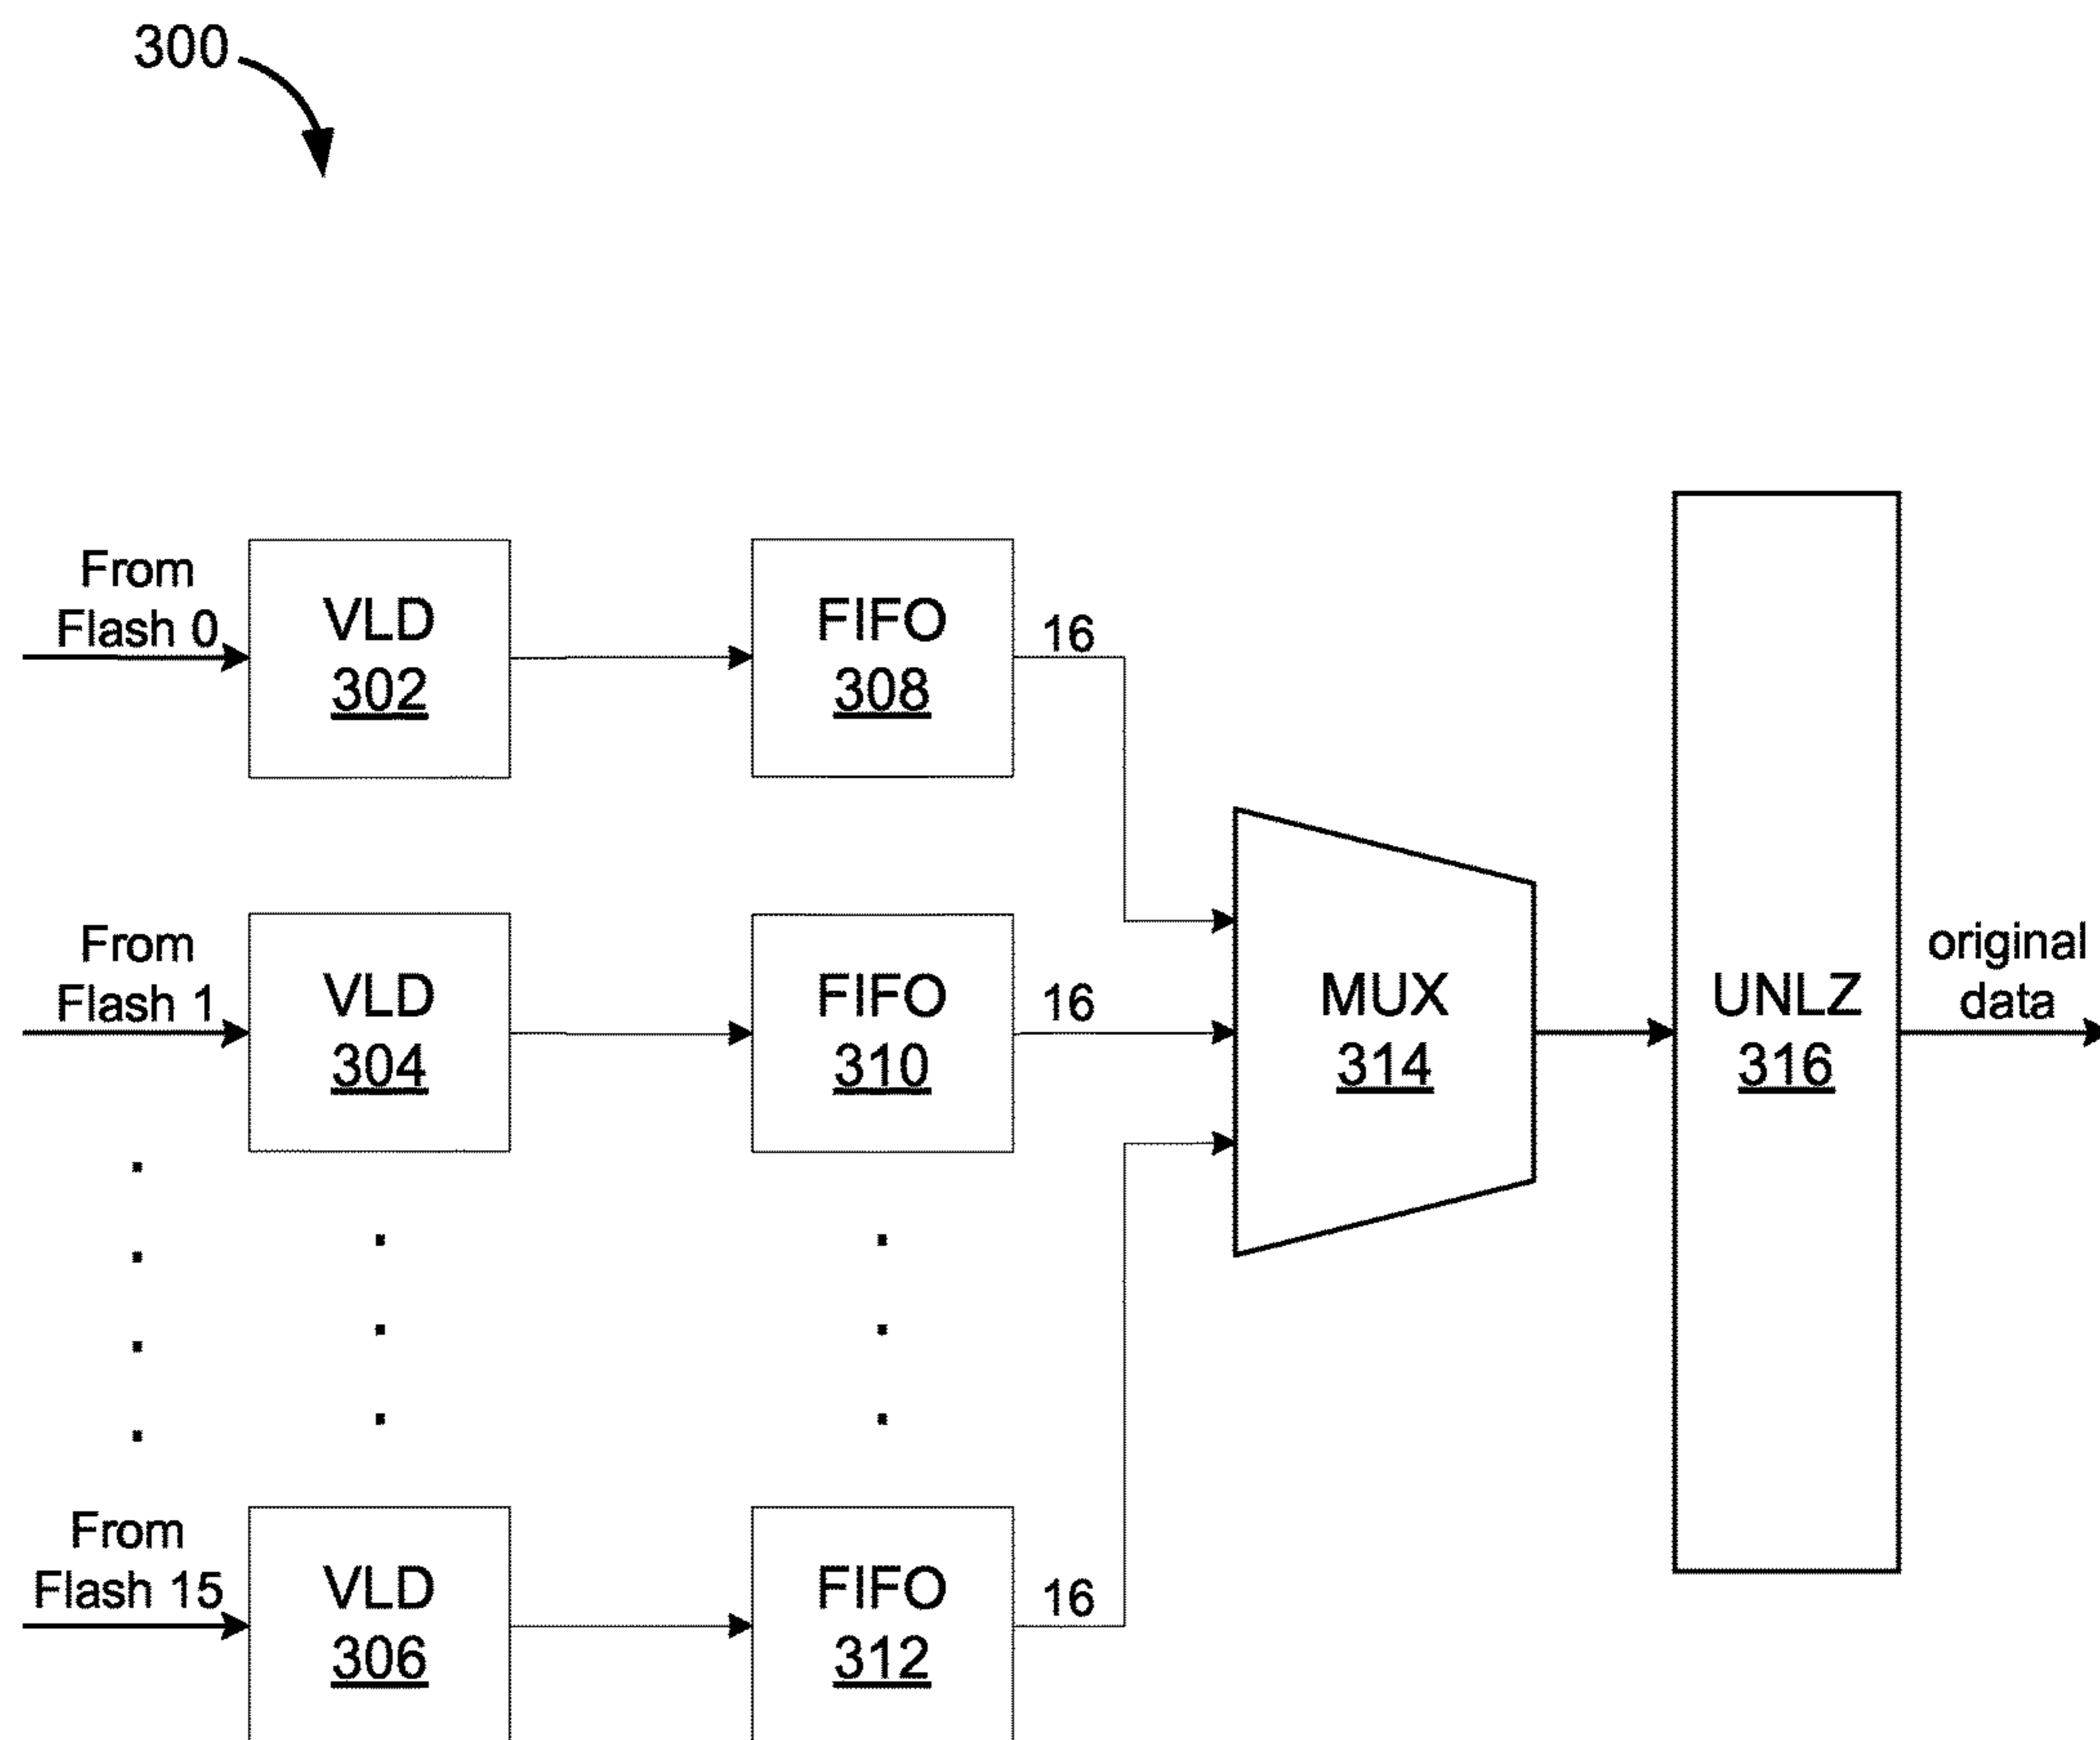 300
From
Flash 0
VLD
302
FIFO
308
16
From
Flash 1
VLD
304
FIFO
310
16
MUX
314
UNLZ
316
original
data
From
Flash 15
VLD
306
FIFO
312
16